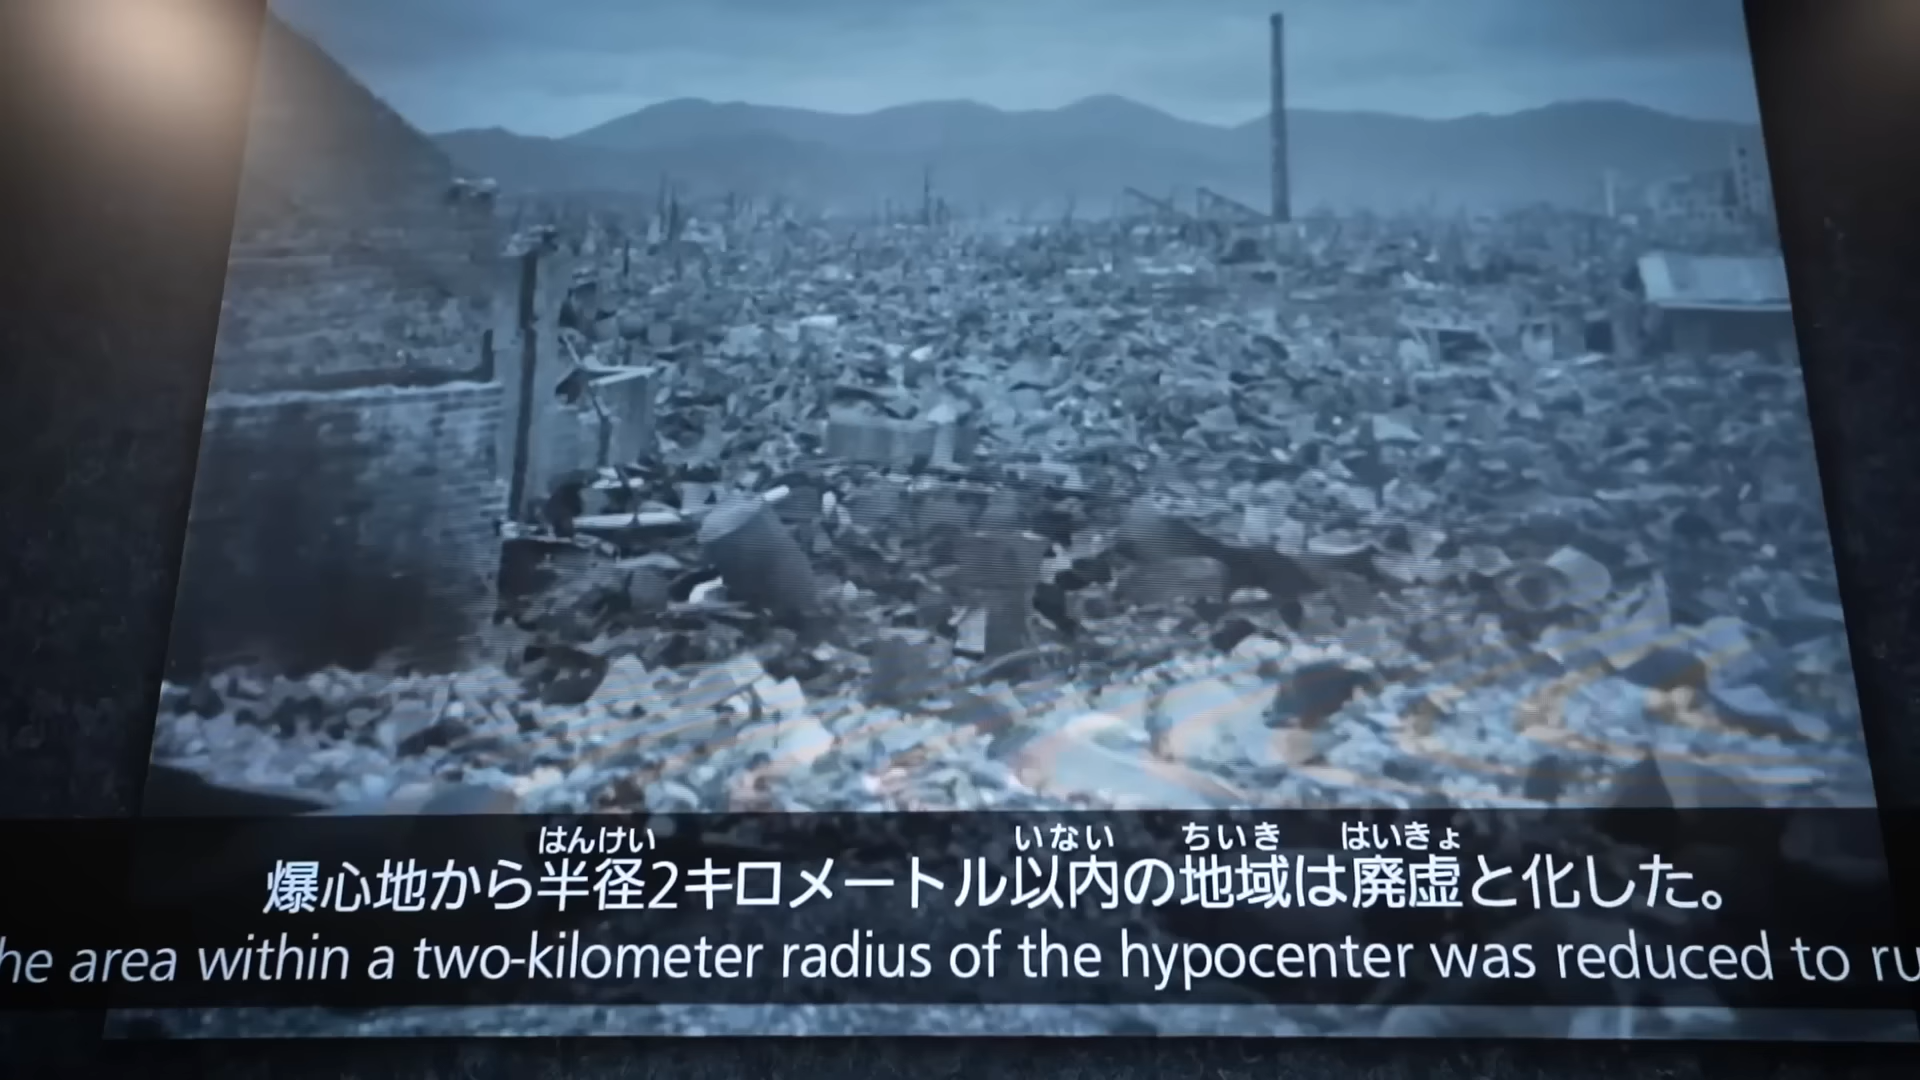 はんけい いない ちいき はいきょ
爆心地から半径2キロメートル以内の地域は廃虚と化した。
he area within a two-kilometer radius of the hypocenter was reduced to ru